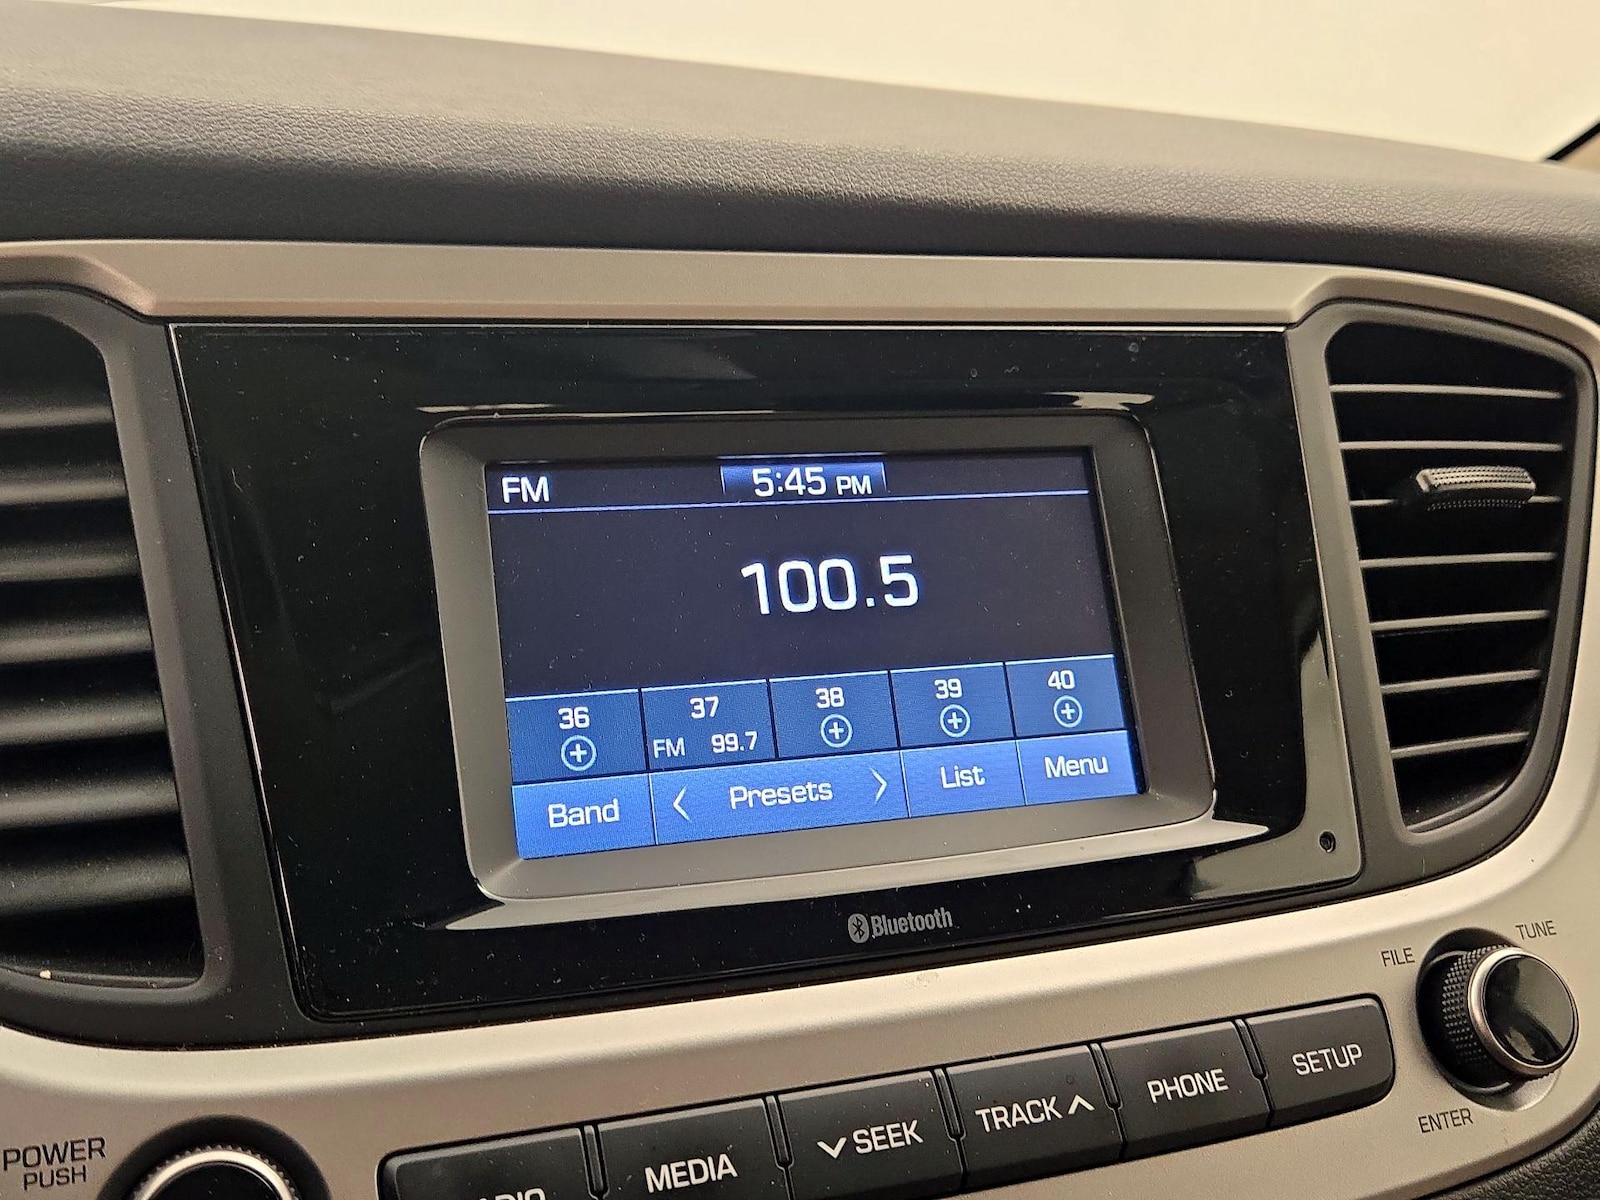 FM 5:45 PM
100.5
36 37 38 39 40
FM 99.7
Band < Presets > List Menu
Bluetooth
FILE TUNE
POWER PUSH
MEDIA SEEK TRACK PHONE SETUP
ENTER